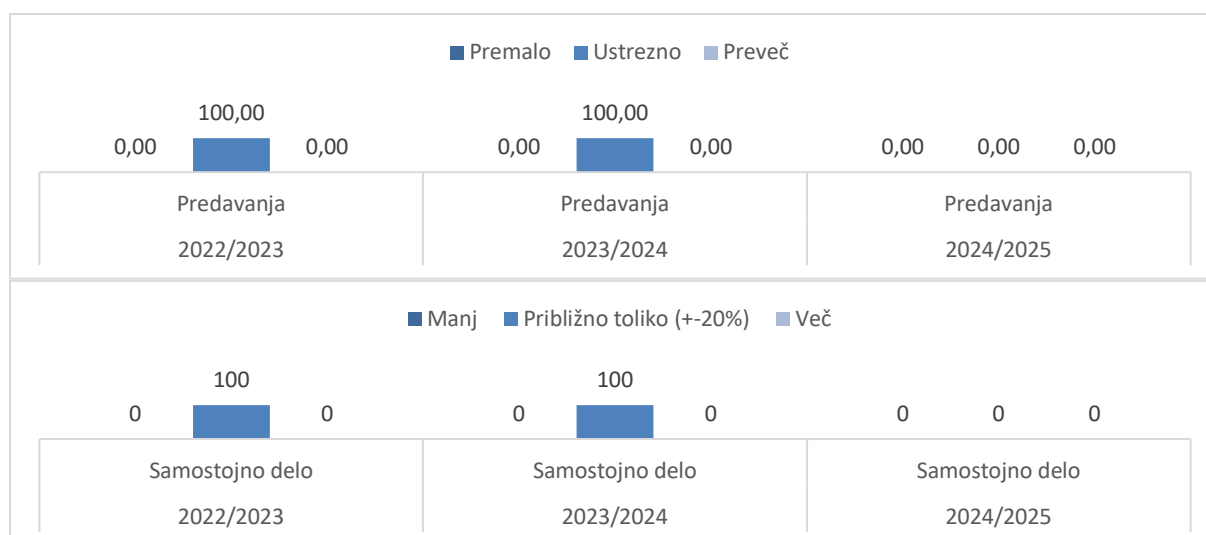 Premalo Ustrezno Preveč
100,00 100,00
0,00 0,00 0,00 0,00 0,00 0,00 0,00
Predavanja Predavanja Predavanja
2022/2023 2023/2024 2024/2025
Manj Približno toliko (+-20%) Več
100 100
0 0 0 0 0 0 0
Samostojno delo Samostojno delo Samostojno delo
2022/2023 2023/2024 2024/2025